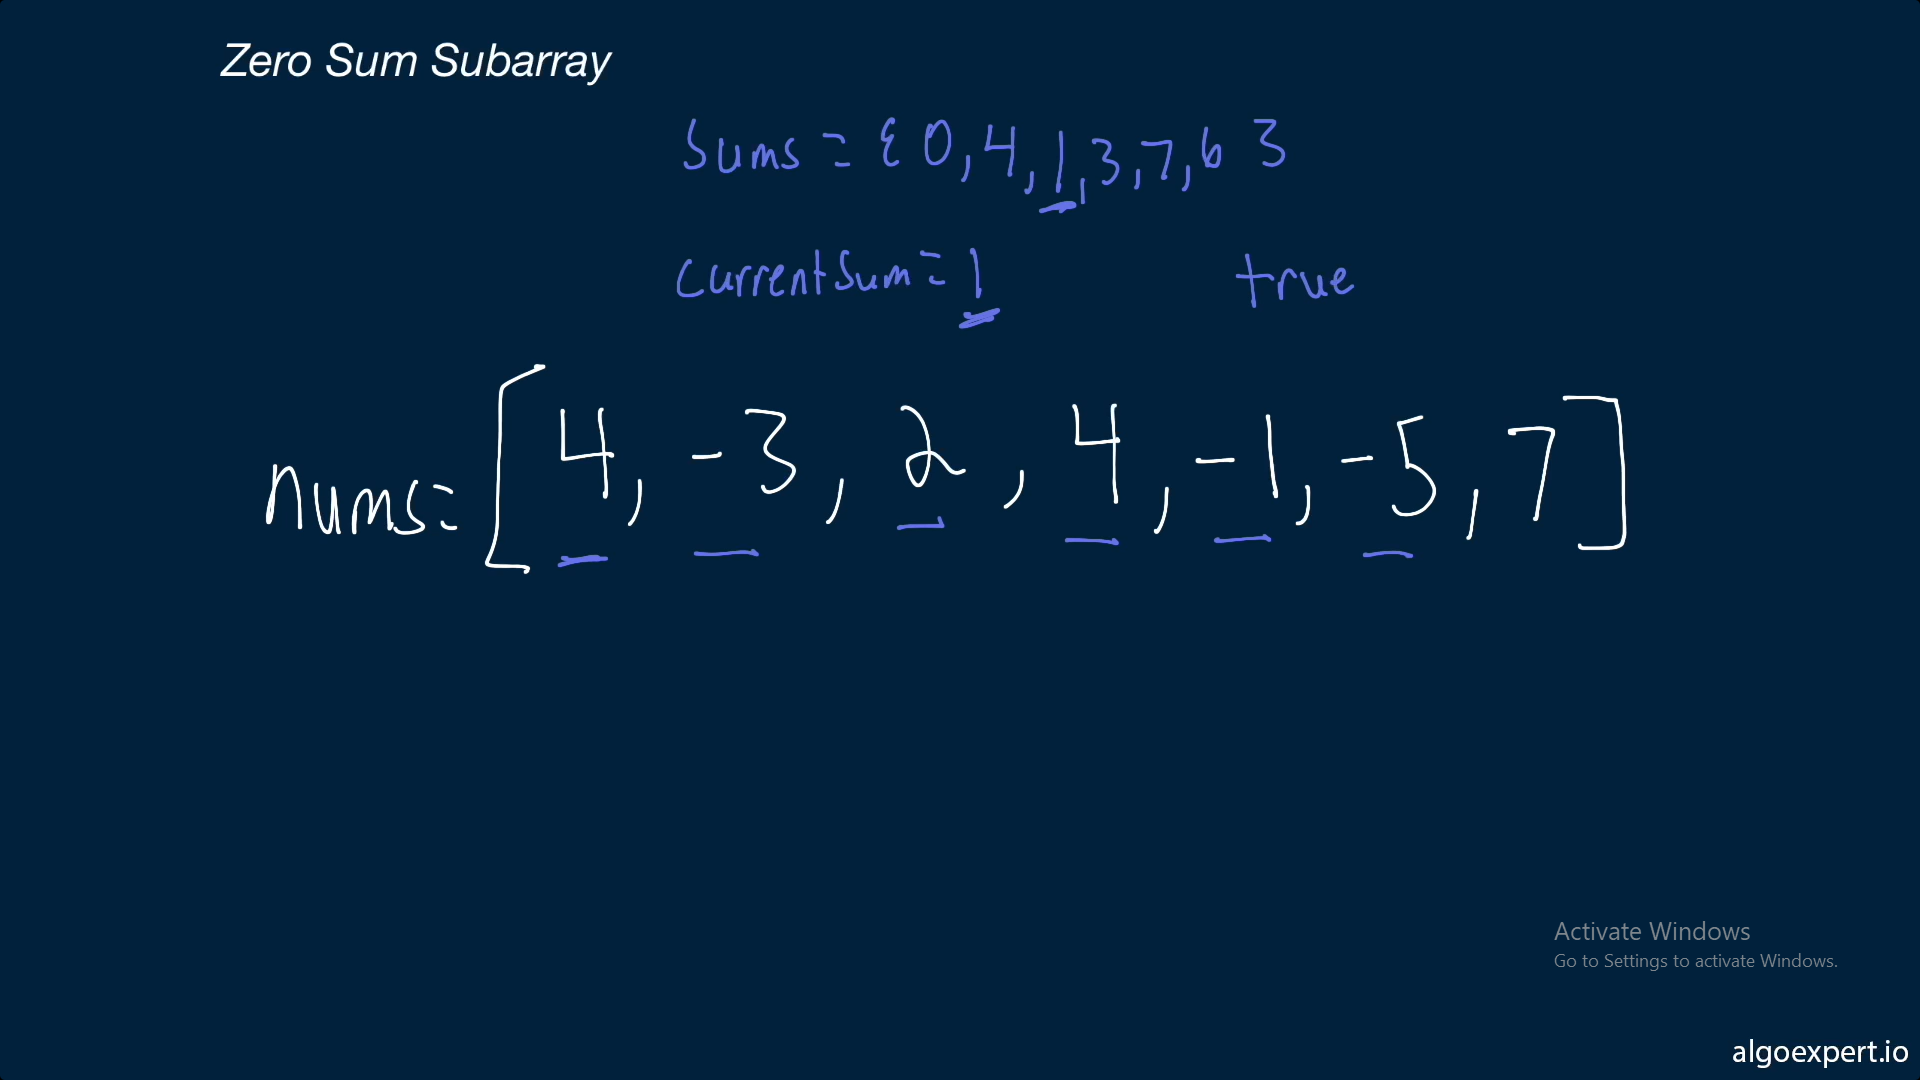 Zero Sum Subarray
Sums = { 0, 4, 1, 3, 7, 6 }
currentSum = 1 true
nums = [4, -3, 2, 4, -1, -5, 7]
Activate Windows
Go to Settings to activate Windows.
algoexpert.io